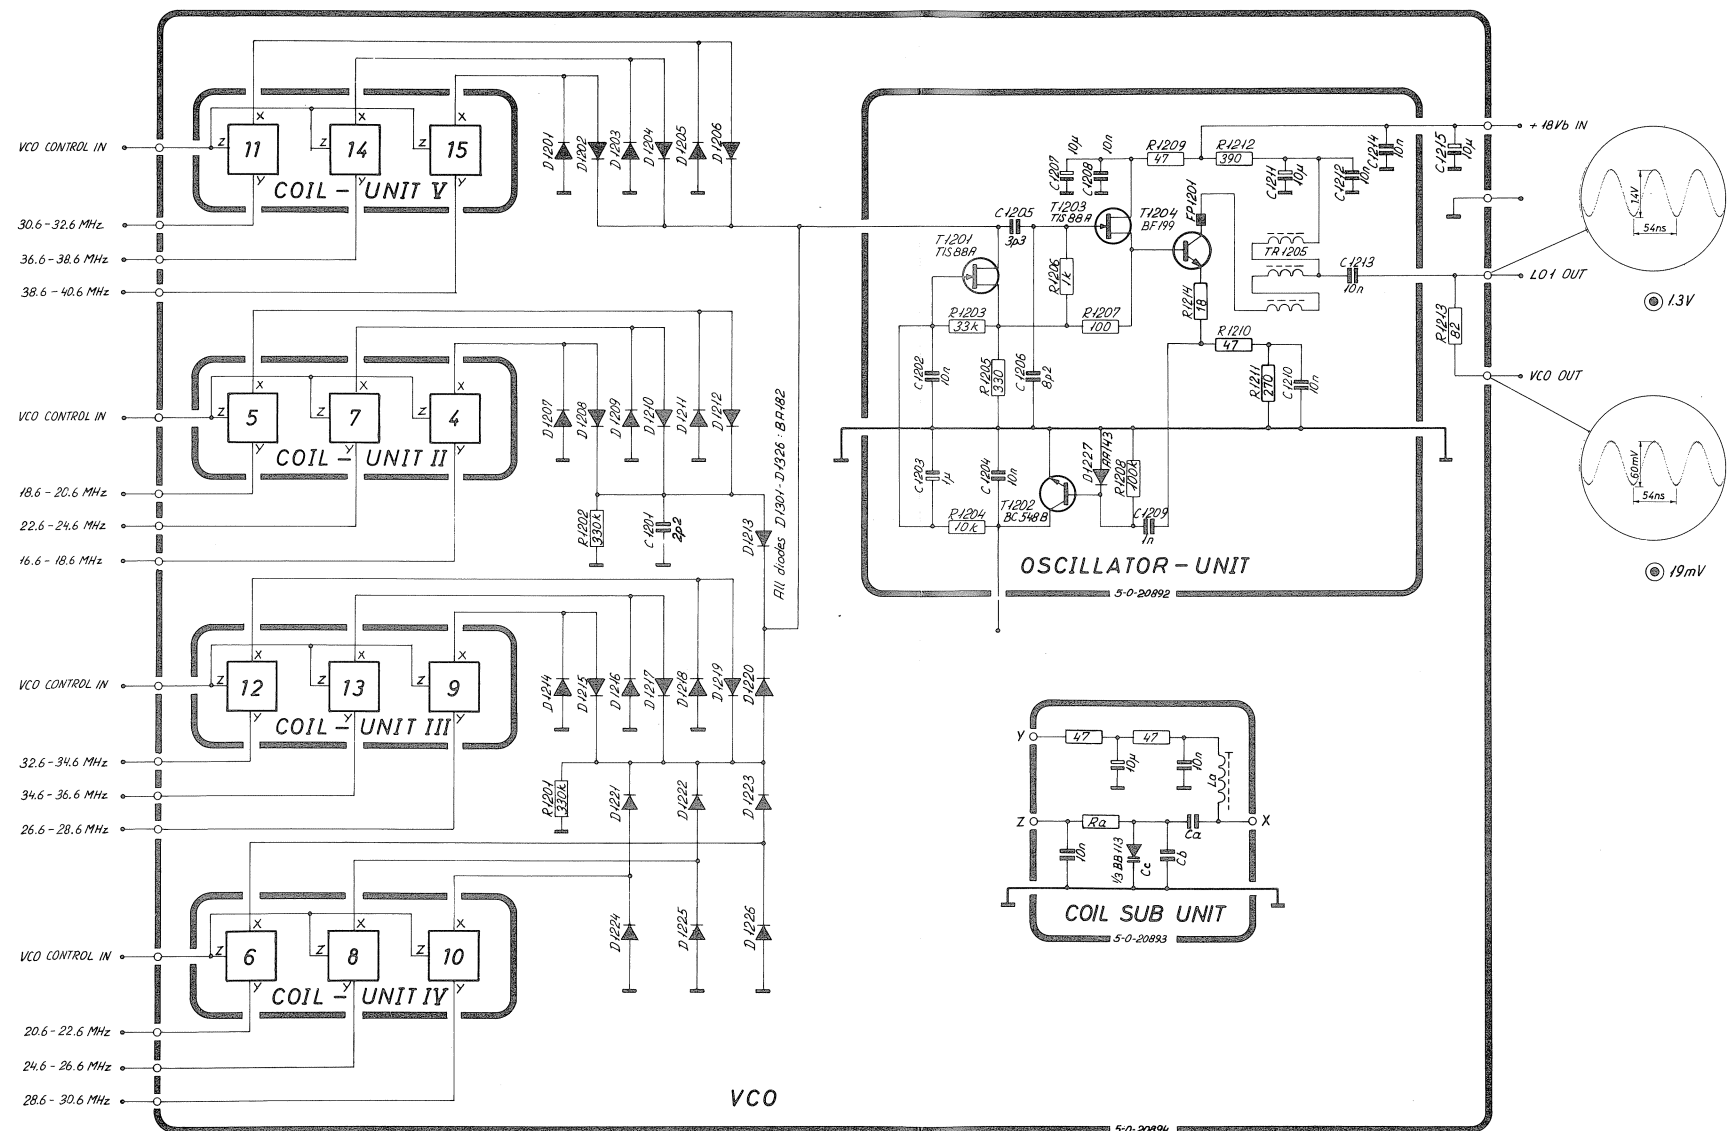 VCO CONTROL IN
30.6-32.6 MHz
36.6-38.6 MHz
38.6-40.6 MHz
X X X
Z 11 Z 14 Z 15
Y Y Y
COIL - UNIT V
D1201
D1202
D1203
D1204
D1205
D1206
VCO CONTROL IN
18.6-20.6 MHz
22.6-24.6 MHz
16.6-18.6 MHz
X X X
Z 5 Z 7 Z 4
Y Y Y
COIL - UNIT II
D1207
D1208
D1209
D1210
D1211
D1212
R1202
330k
C1201
2p2
D1213
All diodes D1301-D1326: BA182
VCO CONTROL IN
32.6-34.6 MHz
34.6-36.6 MHz
26.6-28.6 MHz
X X X
Z 12 Z 13 Z 9
Y Y Y
COIL - UNIT III
D1214
D1215
D1216
D1217
D1218
D1219
D1220
R1201
330k
D1221
D1222
D1223
VCO CONTROL IN
20.6-22.6 MHz
24.6-26.6 MHz
28.6-30.6 MHz
X X X
Z 6 Z 8 Z 10
Y Y Y
COIL - UNIT IV
D1224
D1225
D1226
VCO
5-0-20894
C1207
10μ
C1208
10n
R1209
47
R1212
390
C1211
10μ
C1212
10n
C1214
10n
C1215
10μ
+18Vb IN
T1201
TIS88A
C1205
3p3
T1203
TIS88A
T1204
BF199
FP1201
TR1205
C1213
10n
R1206
1k
R1203
33k
R1207
100
R1214
18
R1210
47
R1211
270
C1210
10n
R1213
82
C1202
10n
R1205
330
C1206
8p2
C1203
1μ
C1204
10n
R1204
10k
T1202
BC548B
D1227
AA143
R1208
100k
C1209
1n
OSCILLATOR - UNIT
5-0-20892
LO1 OUT
VCO OUT
14V
54ns
1.3V
60mV
54ns
19mV
Y
47
47
10μ
10n
La
Z
Ra
Ca
X
10n
1/3 BB113
Cc
Cb
COIL SUB UNIT
5-0-20893